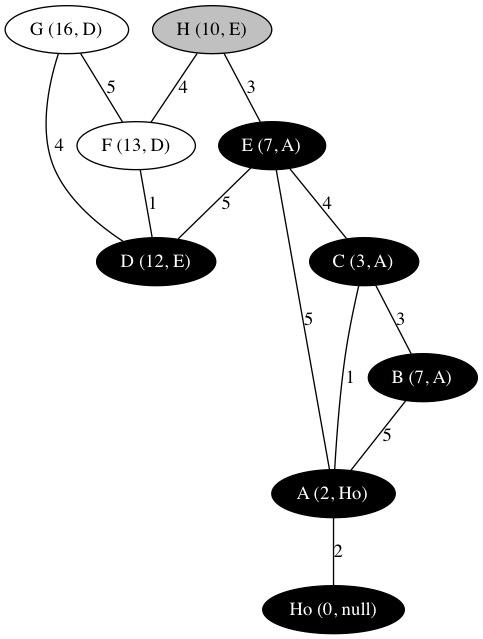 G (16, D)
H (10, E)
5
4
3
4
F (13, D)
E (7, A)
1
5
4
D (12, E)
C (3, A)
5
3
1
B (7, A)
5
A (2, Ho)
2
Ho (0, null)